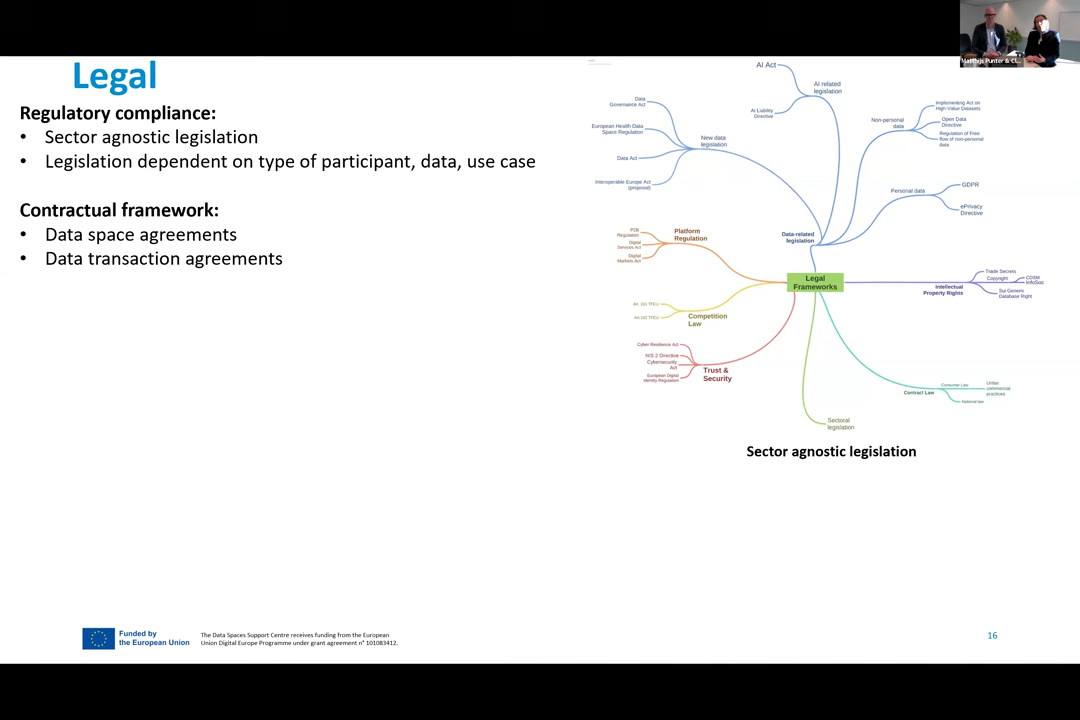 Legal
Regulatory compliance:
• Sector agnostic legislation
• Legislation dependent on type of participant, data, use case
Contractual framework:
• Data space agreements
• Data transaction agreements
Matthijs Punter & Cl...
AI Act
AI related
legislation
AI Liability
Directive
Data
Governance Act
European Health Data
Space Regulation
New data
legislation
Data Act
Interoperable Europe Act
(proposal)
Non-personal
data
Implementing Act on
High-Value Datasets
Open Data
Directive
Regulation of Free
flow of non-personal
data
Personal data
GDPR
ePrivacy
Directive
Data-related
legislation
P2B
Regulation
Digital
Services Act
Digital
Markets Act
Platform
Regulation
Legal
Frameworks
Intellectual
Property Rights
Trade Secrets
Copyright
CDSM
InfoSoc
Sui Generis
Database Right
Art. 101 TFEU
Art.102 TFEU
Competition
Law
Cyber Resilience Act
NIS 2 Directive
Cybersecurity
Act
European Digital
Identity Regulation
Trust &
Security
Contract Law
Consumer Law
Unfair
commercial
practices
National law
Sectoral
legislation
Sector agnostic legislation
Funded by
the European Union
The Data Spaces Support Centre receives funding from the European
Union Digital Europe Programme under grant agreement n° 101083412.
16